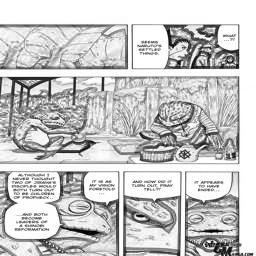 WHAT
...?!
SEEMS
NARUTO'S
SETTLED
THINGS.
IT APPEARS
TO HAVE
ENDED...
AND HOW DID IT
TURN OUT, PRAY
TELL?!
IT IS
AS MY
VISION
FORETOLD
...
ALTHOUGH I
NEVER THOUGHT
TWO OF JIRAIYA'S
DISCIPLES WOULD
BOTH TURN OUT
TO BE CHILDREN
OF PROPHECY...
...AND BOTH
BECOME
LEADERS OF
A SHINOBI
REFORMATION